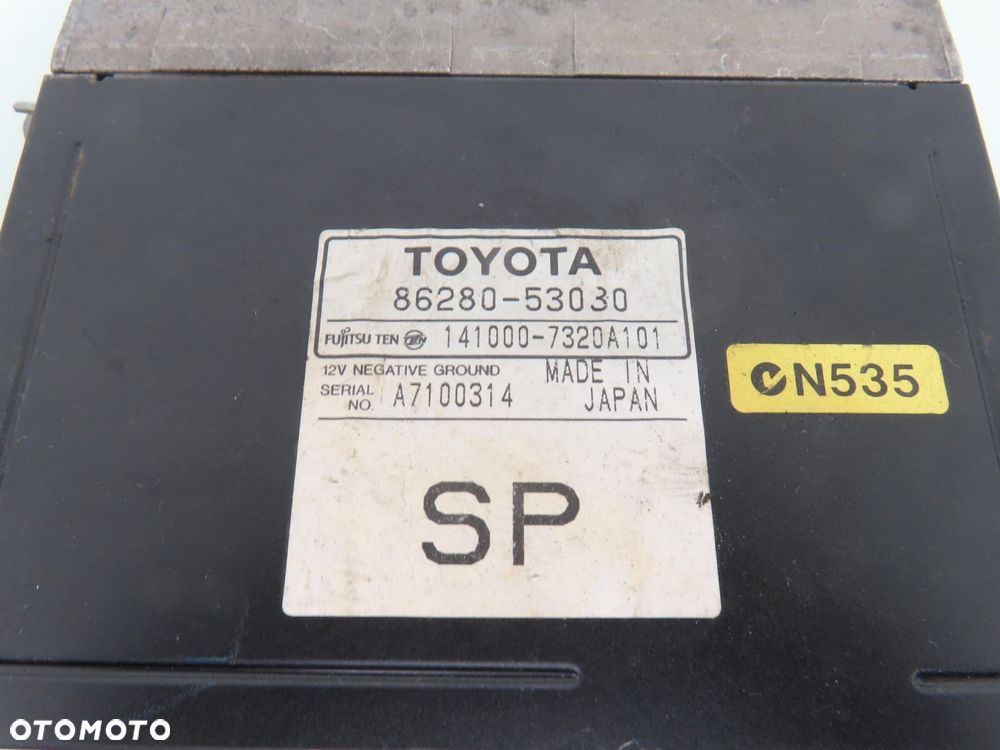 TOYOTA
86280-53030
FUJITSU TEN TEN 141000-7320A101
12V NEGATIVE GROUND MADE IN
SERIAL NO. A7100314 JAPAN
N535
SP
OTOMOTO